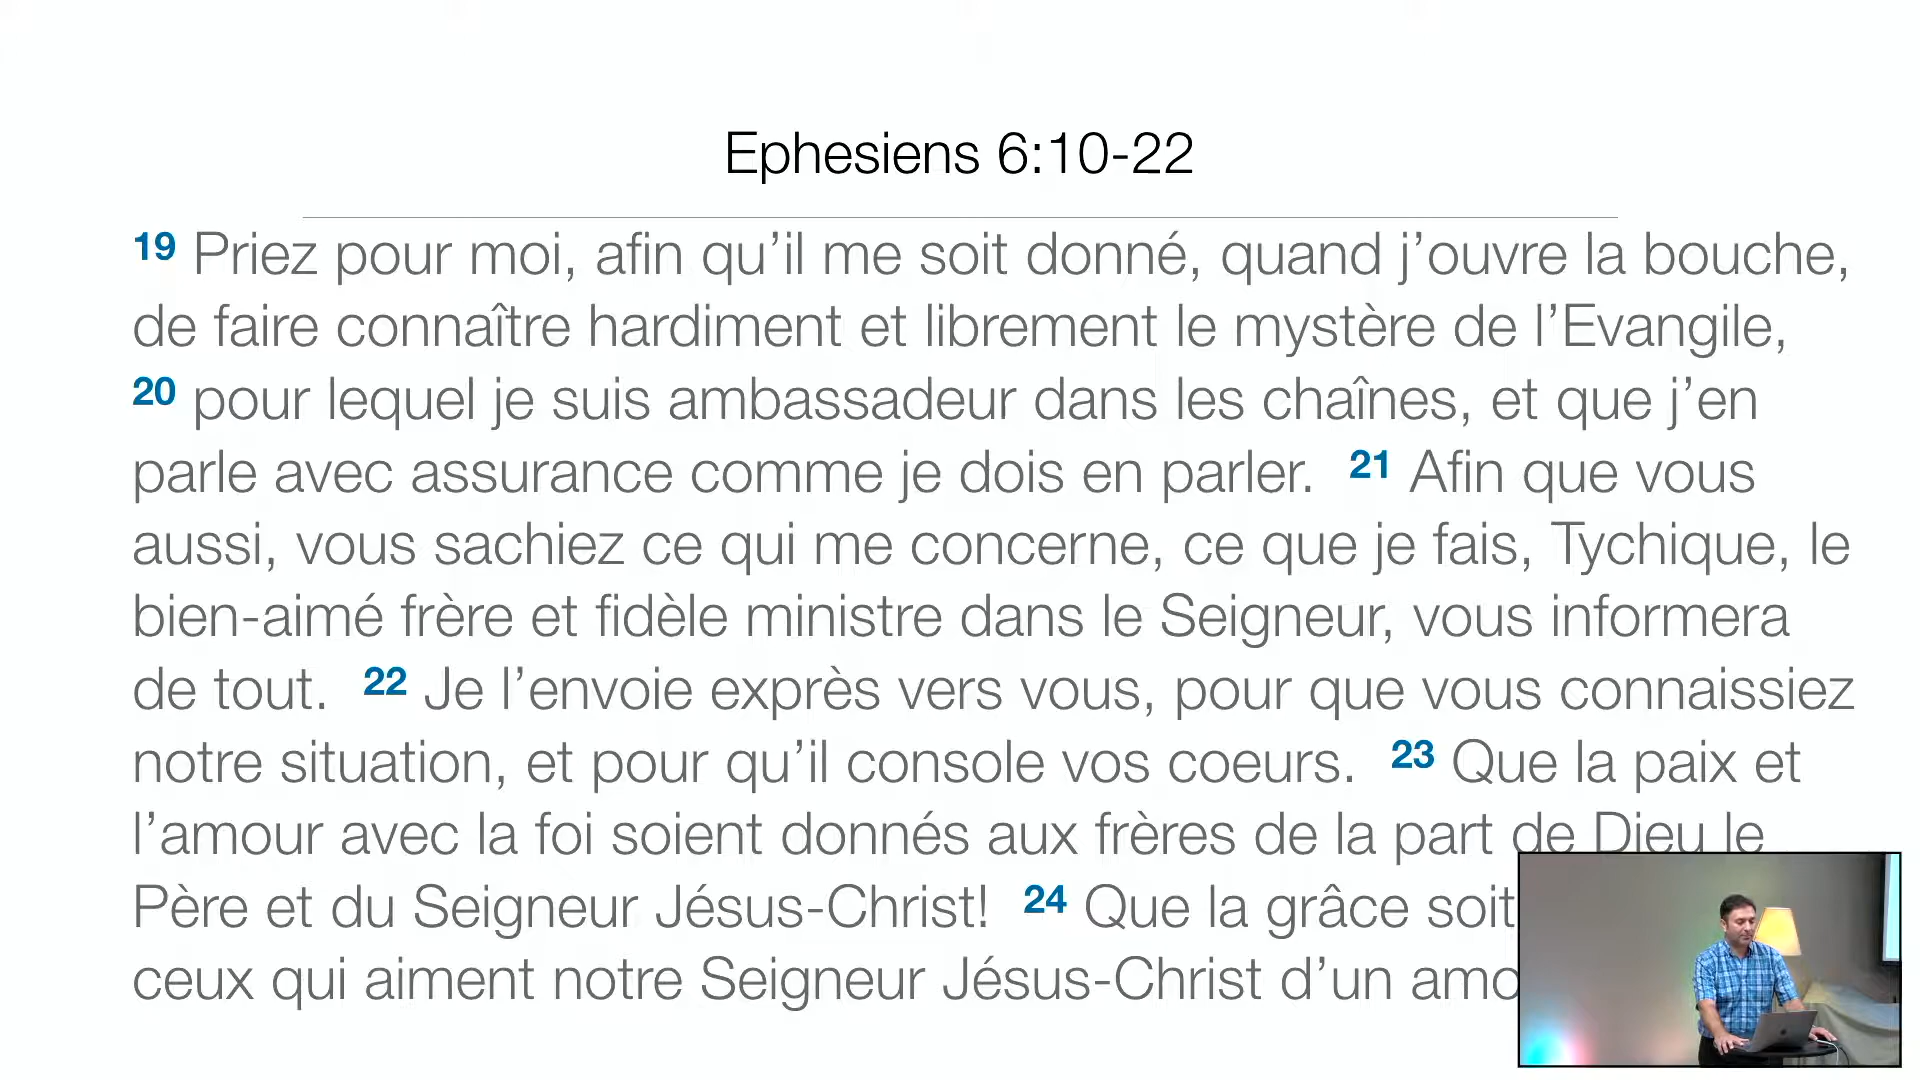 Ephesiens 6:10-22
19 Priez pour moi, afin qu’il me soit donné, quand j’ouvre la bouche,
de faire connaître hardiment et librement le mystère de l’Evangile,
20 pour lequel je suis ambassadeur dans les chaînes, et que j’en
parle avec assurance comme je dois en parler. 21 Afin que vous
aussi, vous sachiez ce qui me concerne, ce que je fais, Tychique, le
bien-aimé frère et fidèle ministre dans le Seigneur, vous informera
de tout. 22 Je l’envoie exprès vers vous, pour que vous connaissiez
notre situation, et pour qu’il console vos coeurs. 23 Que la paix et
l’amour avec la foi soient donnés aux frères de la part de Dieu le
Père et du Seigneur Jésus-Christ! 24 Que la grâce soit
ceux qui aiment notre Seigneur Jésus-Christ d’un